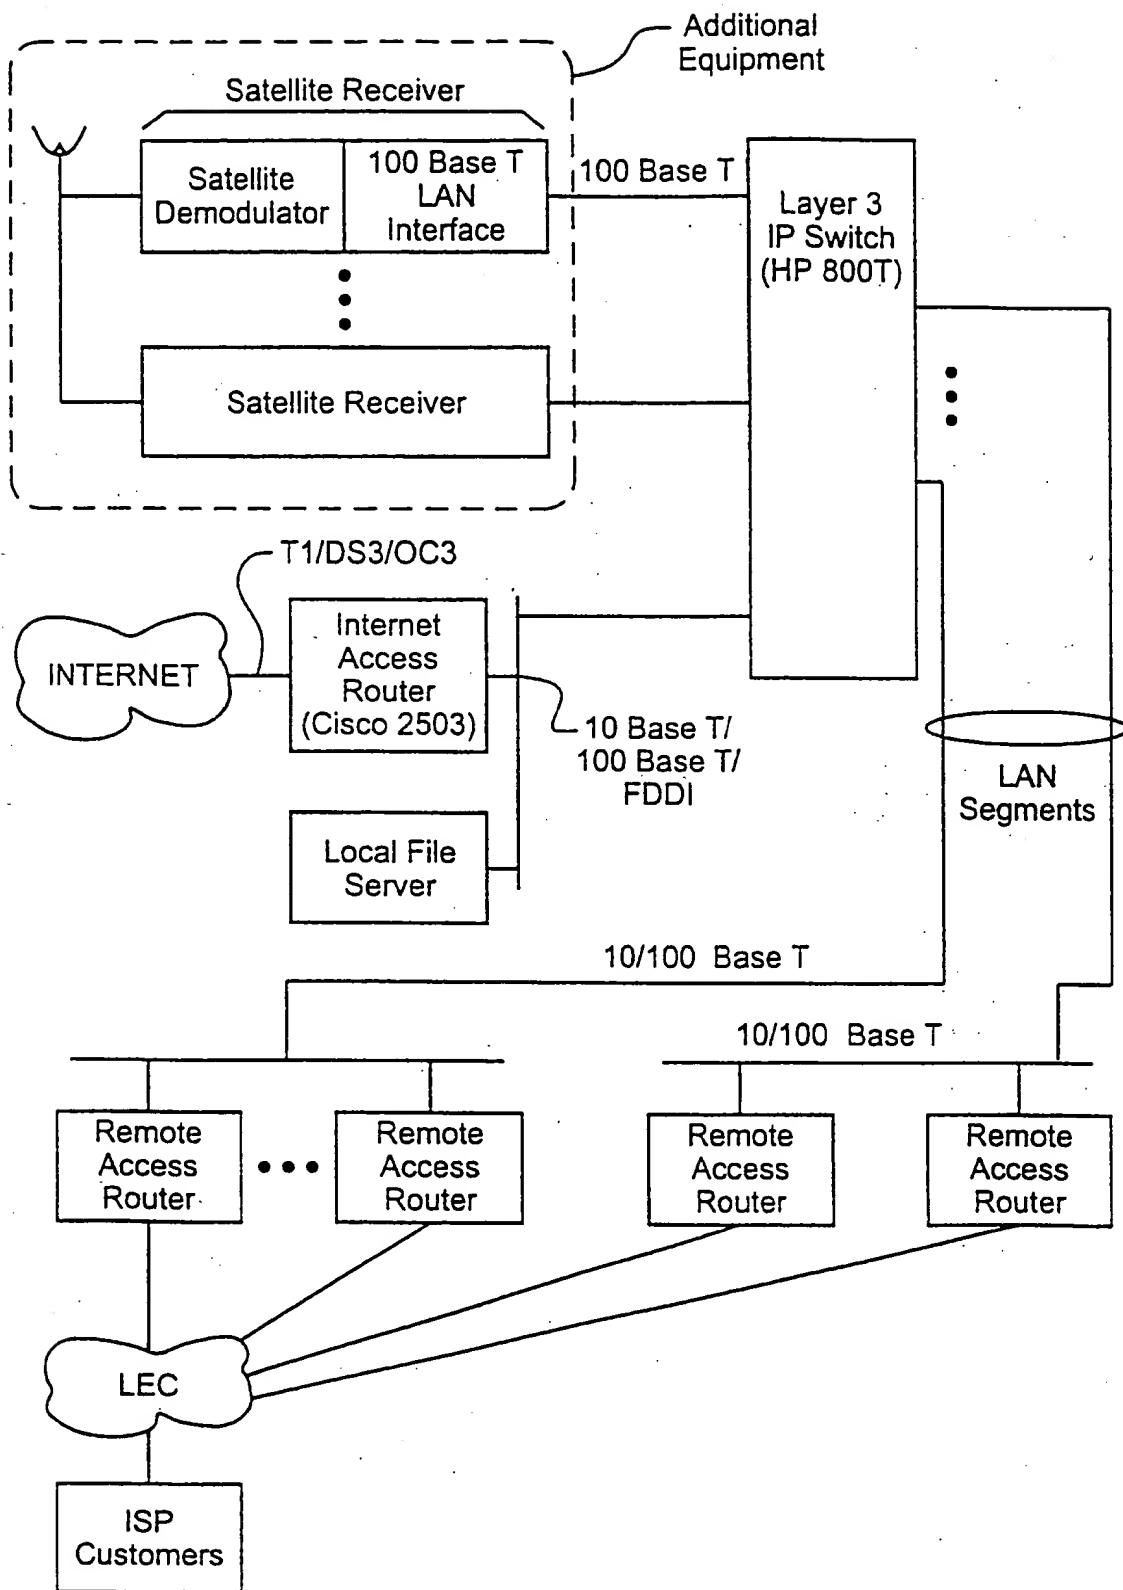 Additional
Equipment
Satellite Receiver
Satellite
Demodulator
100 Base T
LAN
Interface
100 Base T
Layer 3
IP Switch
(HP 800T)
Satellite Receiver
T1/DS3/OC3
INTERNET
Internet
Access
Router
(Cisco 2503)
10 Base T/
100 Base T/
FDDI
LAN
Segments
Local File
Server
10/100 Base T
10/100 Base T
Remote
Access
Router
Remote
Access
Router
Remote
Access
Router
Remote
Access
Router
LEC
ISP
Customers